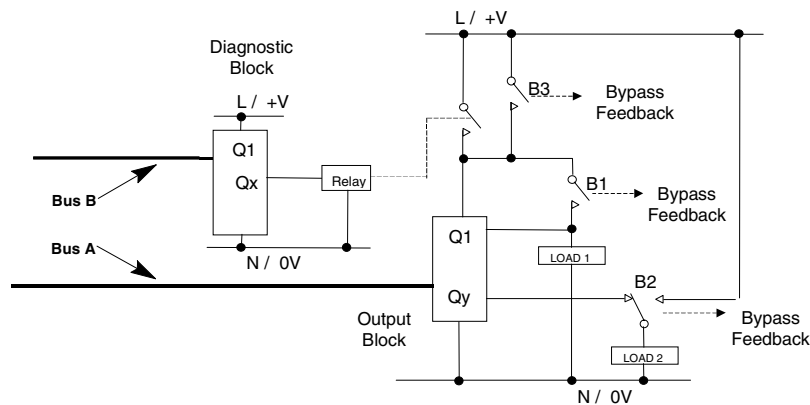 L / +V
Diagnostic
Block
B3
Bypass
Feedback
L / +V
Q1
Qx
Relay
B1
Bypass
Feedback
Bus B
Bus A
Q1
N / 0V
LOAD 1
B2
Qy
Output
Block
Bypass
Feedback
LOAD 2
N / 0V